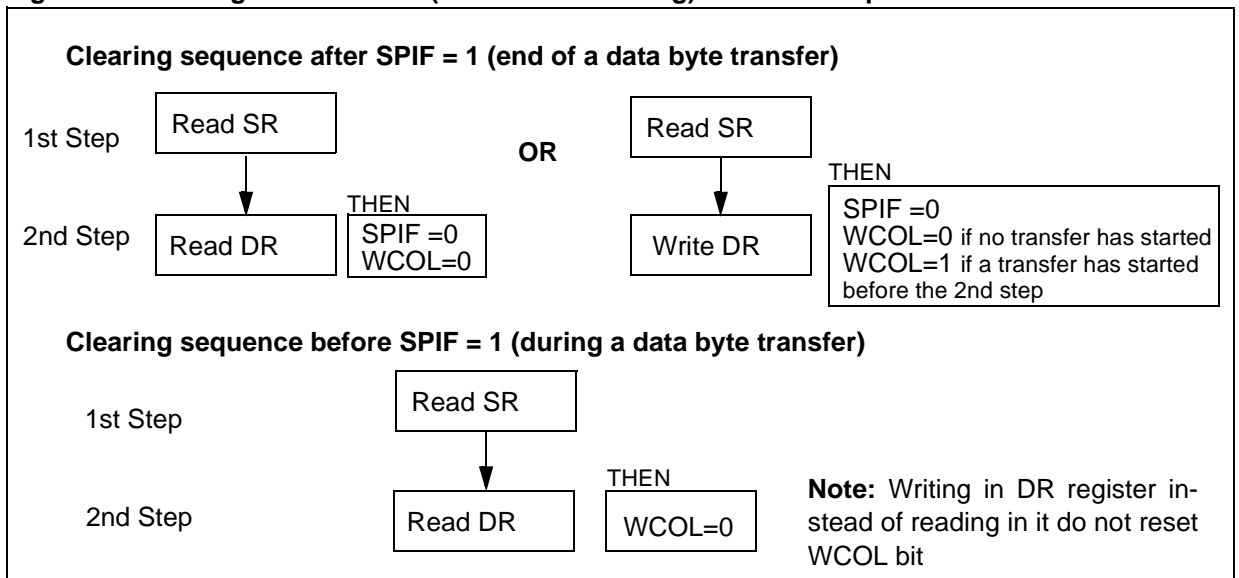 Clearing sequence after SPIF = 1 (end of a data byte transfer)
1st Step
Read SR
OR
Read SR
THEN
2nd Step
Read DR
THEN
SPIF =0
WCOL=0
Write DR
SPIF =0
WCOL=0 if no transfer has started
WCOL=1 if a transfer has started
before the 2nd step
Clearing sequence before SPIF = 1 (during a data byte transfer)
1st Step
Read SR
2nd Step
Read DR
THEN
WCOL=0
Note: Writing in DR register in-
stead of reading in it do not reset
WCOL bit